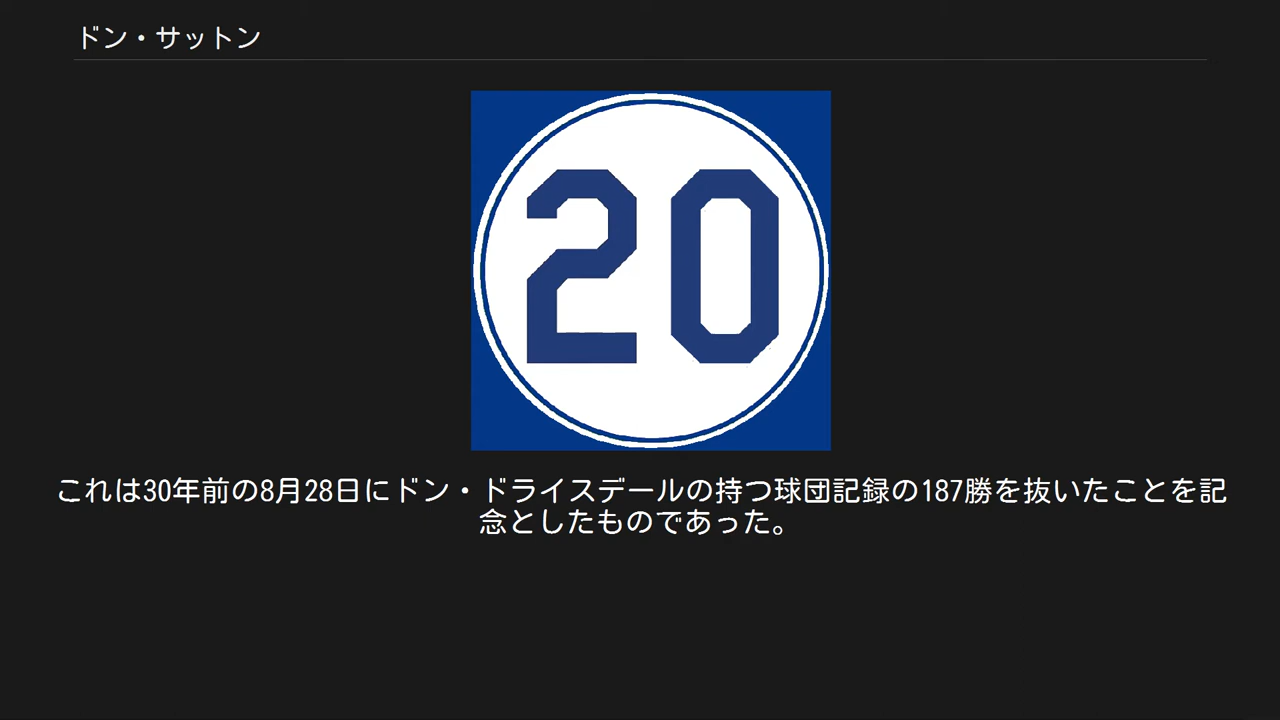 ドン・サットン
20
これは30年前の8月28日にドン・ドライスデールの持つ球団記録の187勝を抜いたことを記
念としたものであった。